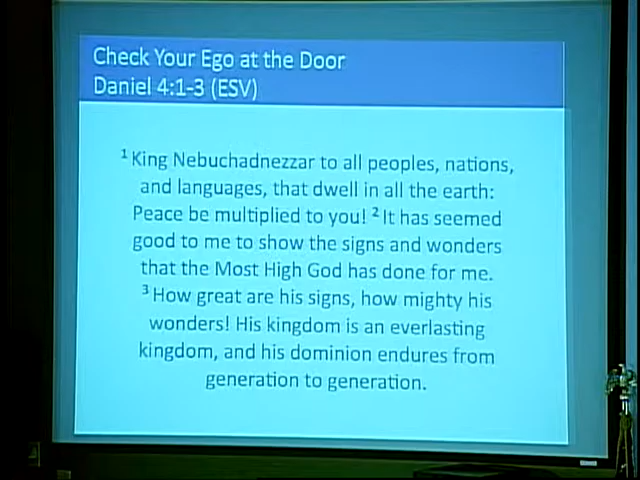 Check Your Ego at the Door
Daniel 4:1-3 (ESV)
¹ King Nebuchadnezzar to all peoples, nations,
and languages, that dwell in all the earth:
Peace be multiplied to you! ² It has seemed
good to me to show the signs and wonders
that the Most High God has done for me.
³ How great are his signs, how mighty his
wonders! His kingdom is an everlasting
kingdom, and his dominion endures from
generation to generation.